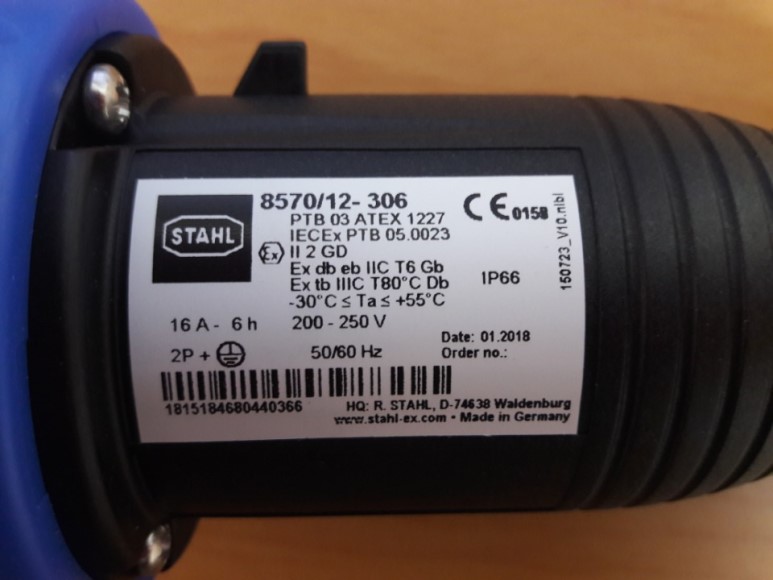 STAHL
8570/12- 306
PTB 03 ATEX 1227
IECEx PTB 05.0023
Ex II 2 GD
Ex db eb IIC T6 Gb
Ex tb IIIC T80°C Db
-30°C ≤ Ta ≤ +55°C
CE 0158
IP66
150723_V10.nlbl
16 A - 6 h 200 - 250 V
2P + 50/60 Hz
Date: 01.2018
Order no.:
1815184680440366
HQ: R. STAHL, D-74638 Waldenburg
www.stahl-ex.com • Made in Germany